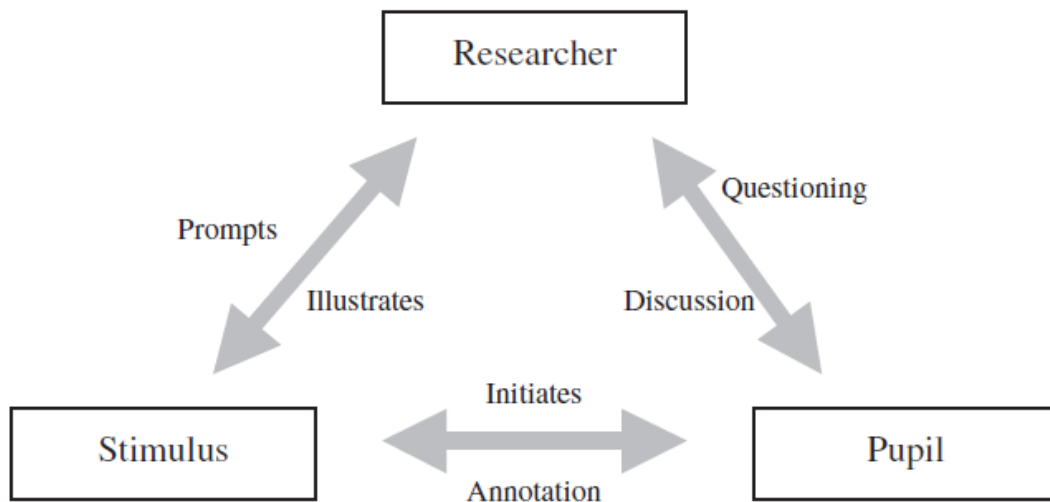 Researcher
Questioning
Prompts
Illustrates
Discussion
Initiates
Stimulus
Pupil
Annotation